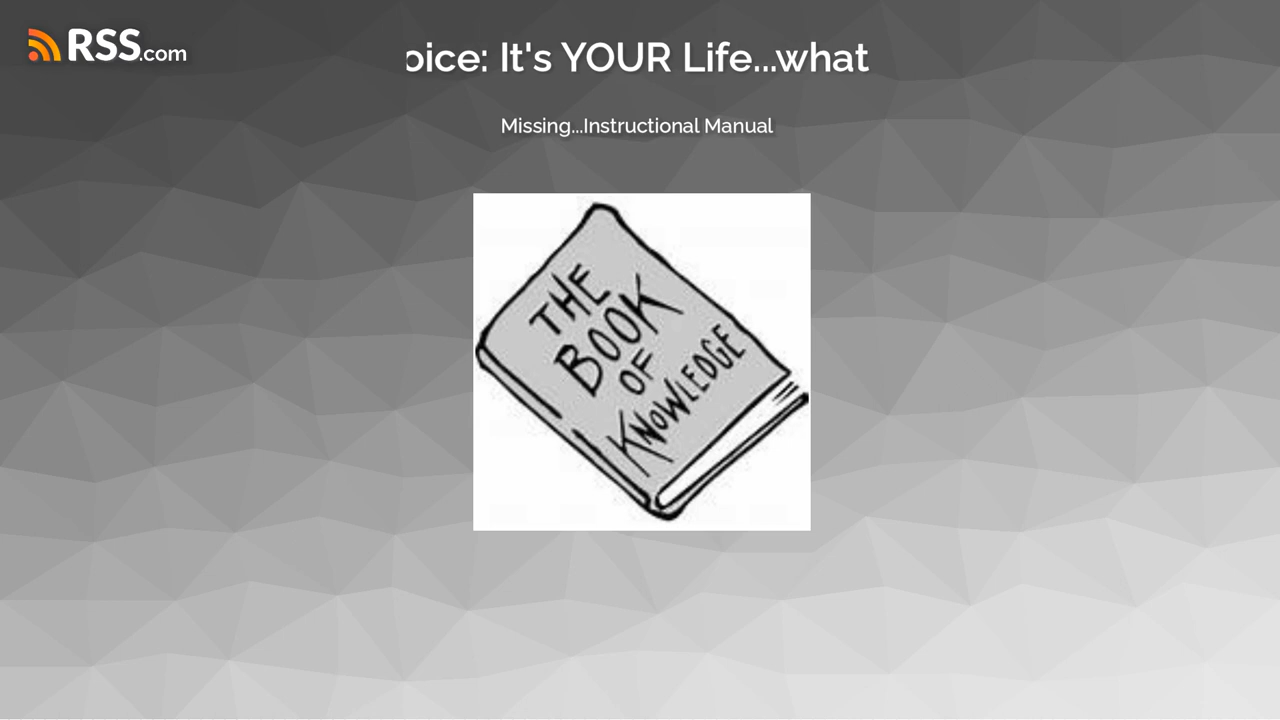 RSS.com
oice: It's YOUR Life...what
Missing...Instructional Manual
THE
BOOK
OF
KNOWLEDGE